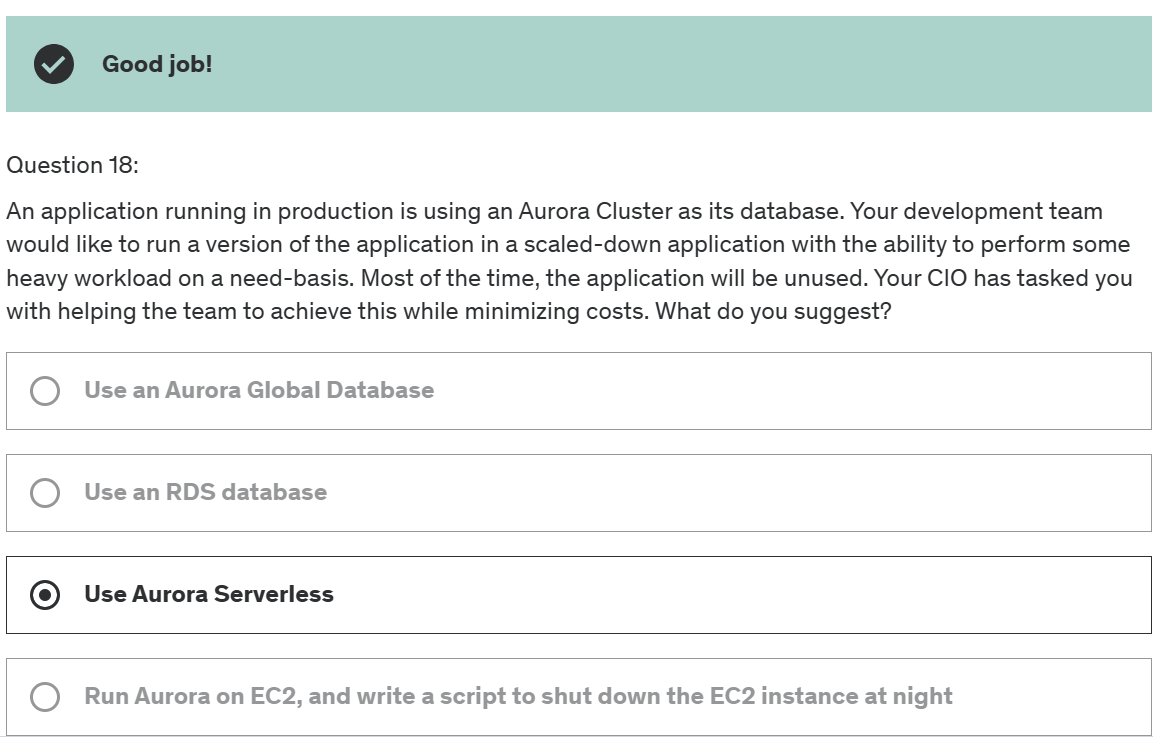 Good job!
Question 18:
An application running in production is using an Aurora Cluster as its database. Your development team
would like to run a version of the application in a scaled-down application with the ability to perform some
heavy workload on a need-basis. Most of the time, the application will be unused. Your CIO has tasked you
with helping the team to achieve this while minimizing costs. What do you suggest?
Use an Aurora Global Database
Use an RDS database
Use Aurora Serverless
Run Aurora on EC2, and write a script to shut down the EC2 instance at night